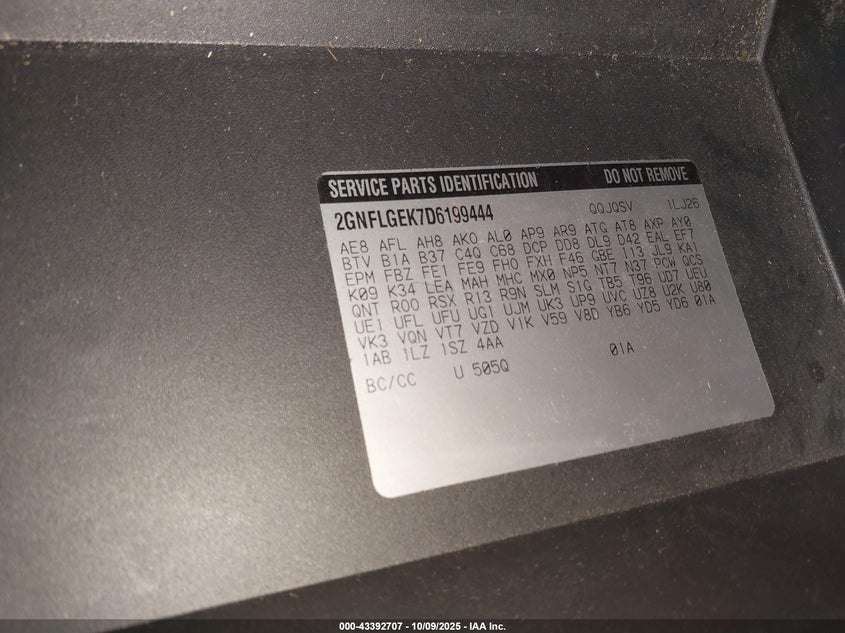 SERVICE PARTS IDENTIFICATION DO NOT REMOVE
2GNFLGEK7D6199444 QQJQSV 1LJ26
AE8 AFL AH8 AKO AL0 AP9 AR9 ATG AT8 AXP AY0
BTV B1A B37 C4Q C68 DCP DD8 DL9 D42 EAL EF7
EPM FBZ FE1 FE9 FHO FXH F46 GBE I13 JL9 KA1
K09 K34 LEA MAH MHC MX0 NP5 NT7 N37 PCW QCS
QNT R00 RSX R13 R9N SLM S1G TB5 T96 UD7 UEU
UE1 UFL UFU UG1 UJM UK3 UP9 UVC UZ8 U2K U80
VK3 VQN VT7 VZD V1K V59 V8D YB6 YD5 YD6 01A
1AB 1LZ 1SZ 4AA 01A
BC/CC U 505Q
000-43392707 - 10/09/2025 - IAA Inc.